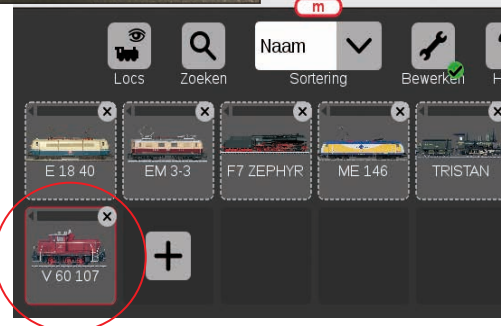 m
Naam
Locs
Zoeken
Sortering
Bewerken
H
E 18 40
EM 3-3
F7 ZEPHYR
ME 146
TRISTAN
V 60 107